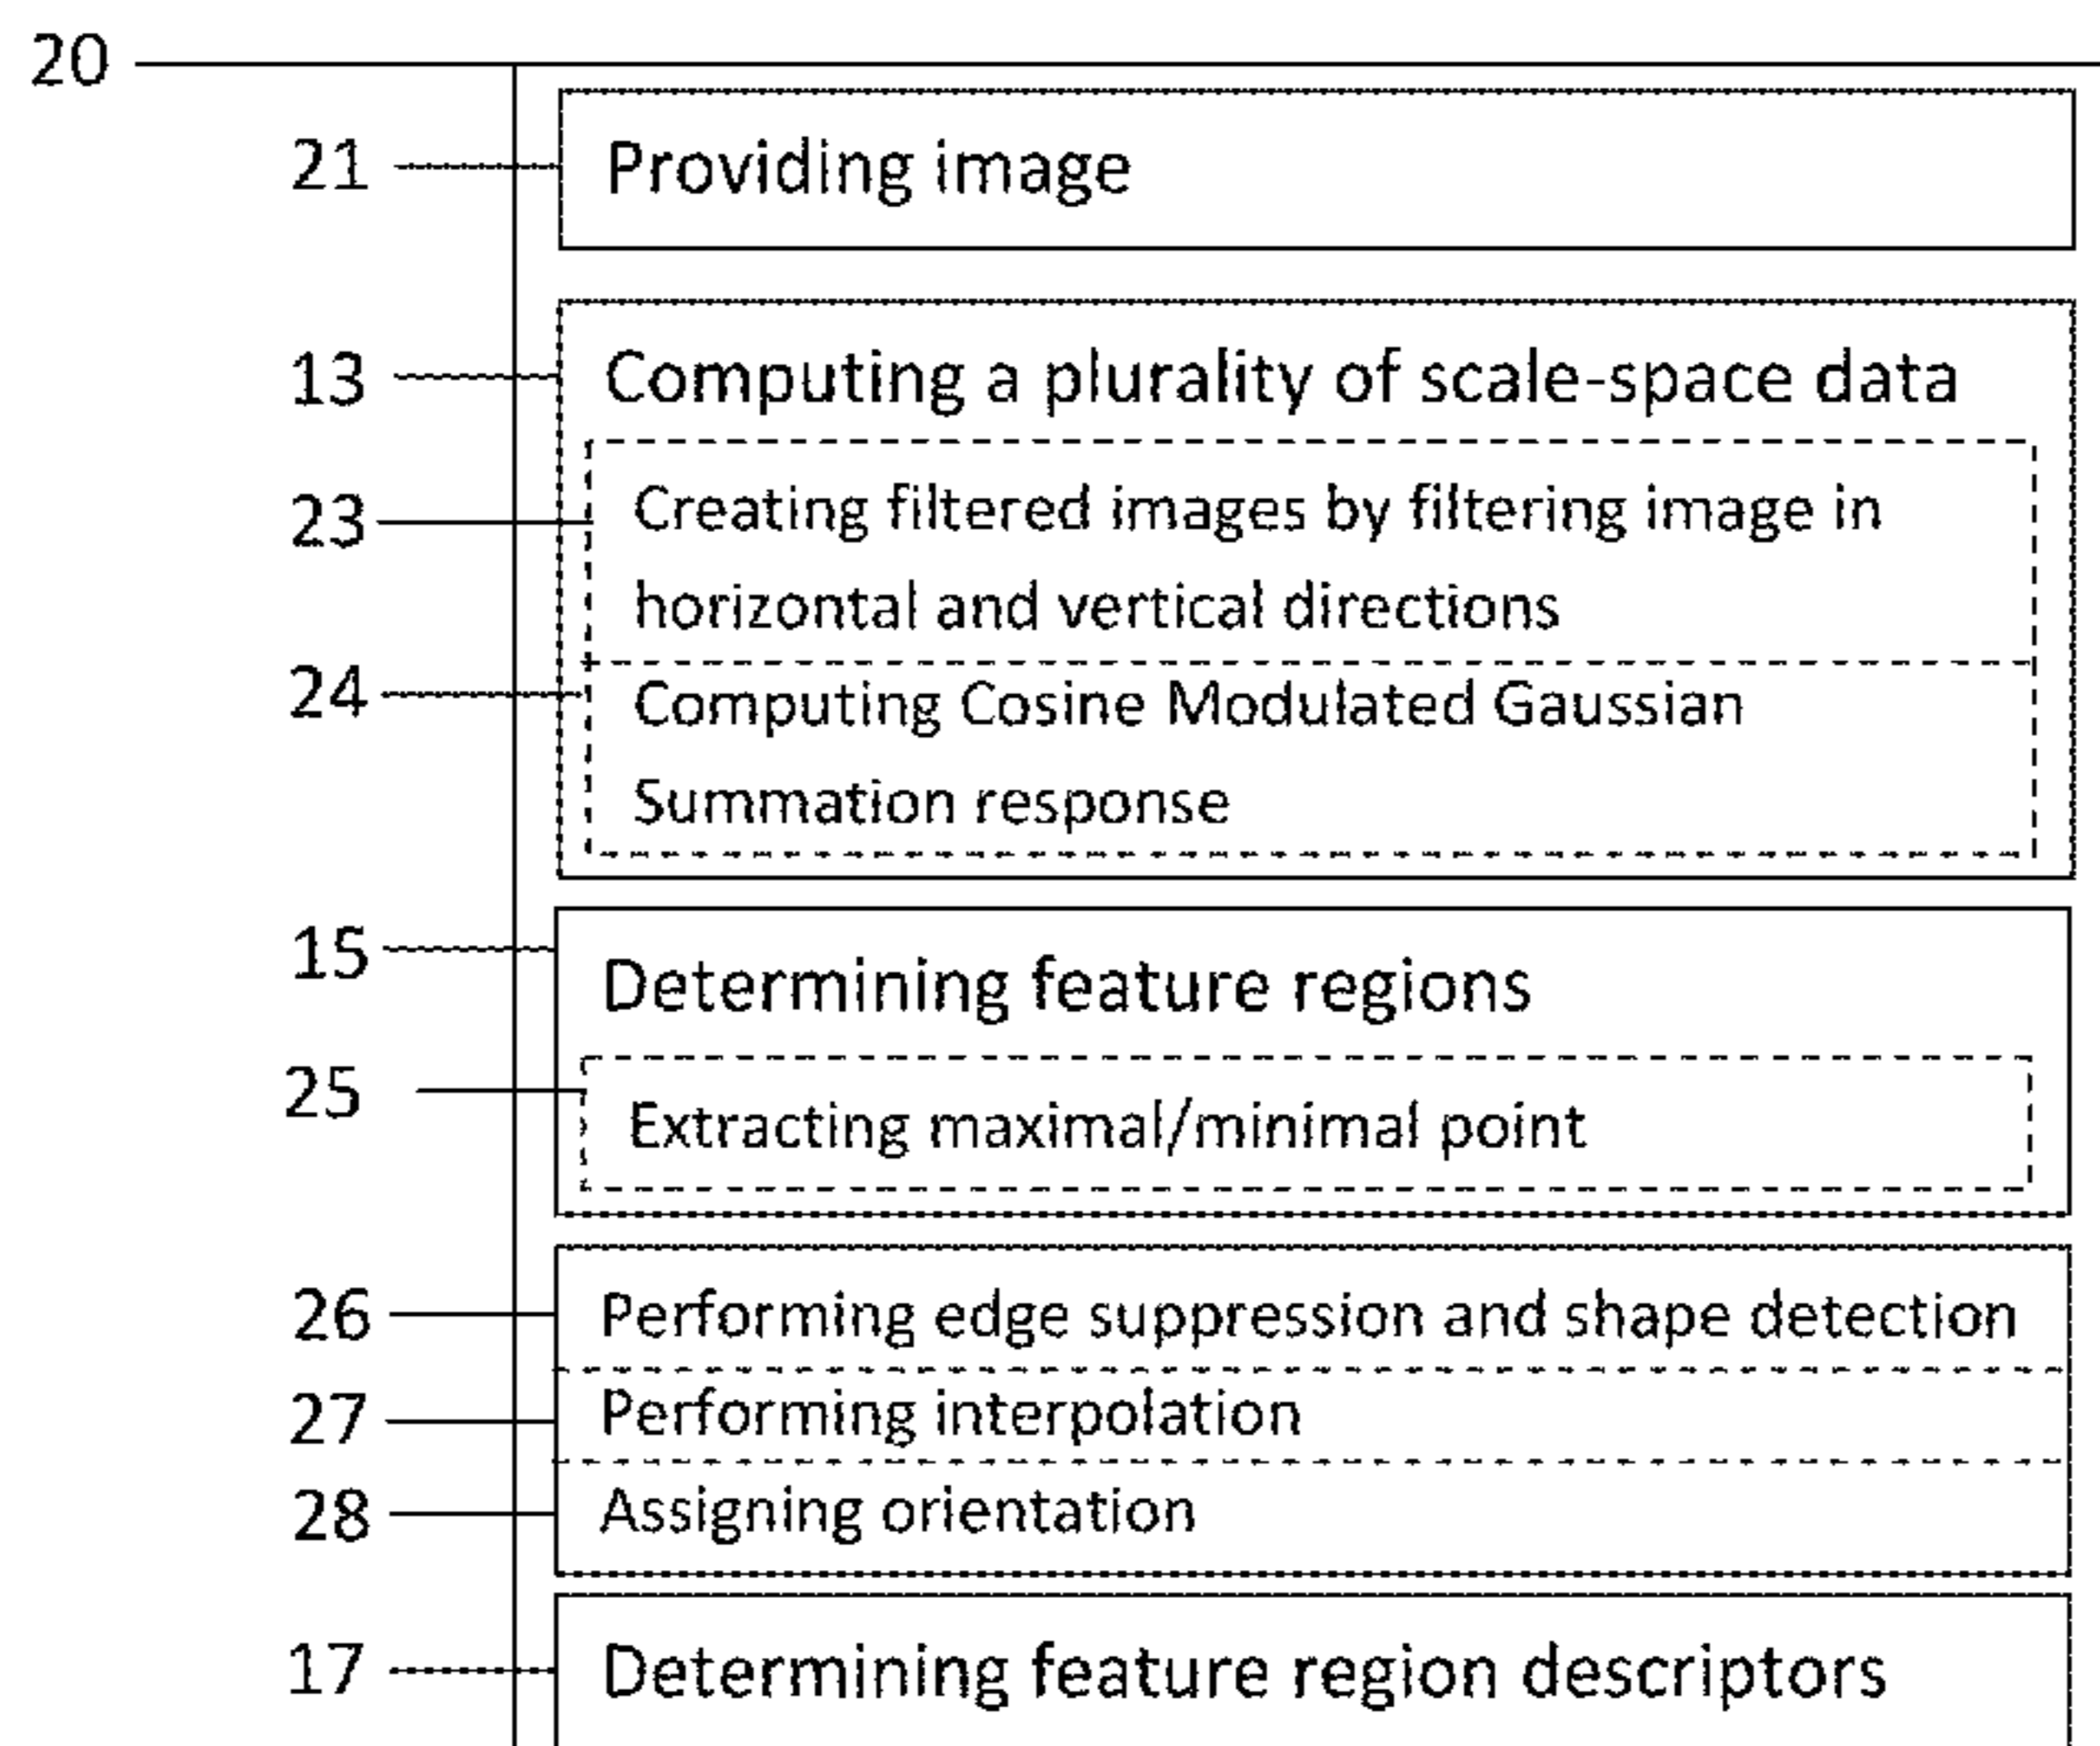 20
21 Providing image
13 Computing a plurality of scale-space data
23 Creating filtered images by filtering image in
horizontal and vertical directions
24 Computing Cosine Modulated Gaussian
Summation response
15 Determining feature regions
25 Extracting maximal/minimal point
26 Performing edge suppression and shape detection
27 Performing interpolation
28 Assigning orientation
17 Determining feature region descriptors